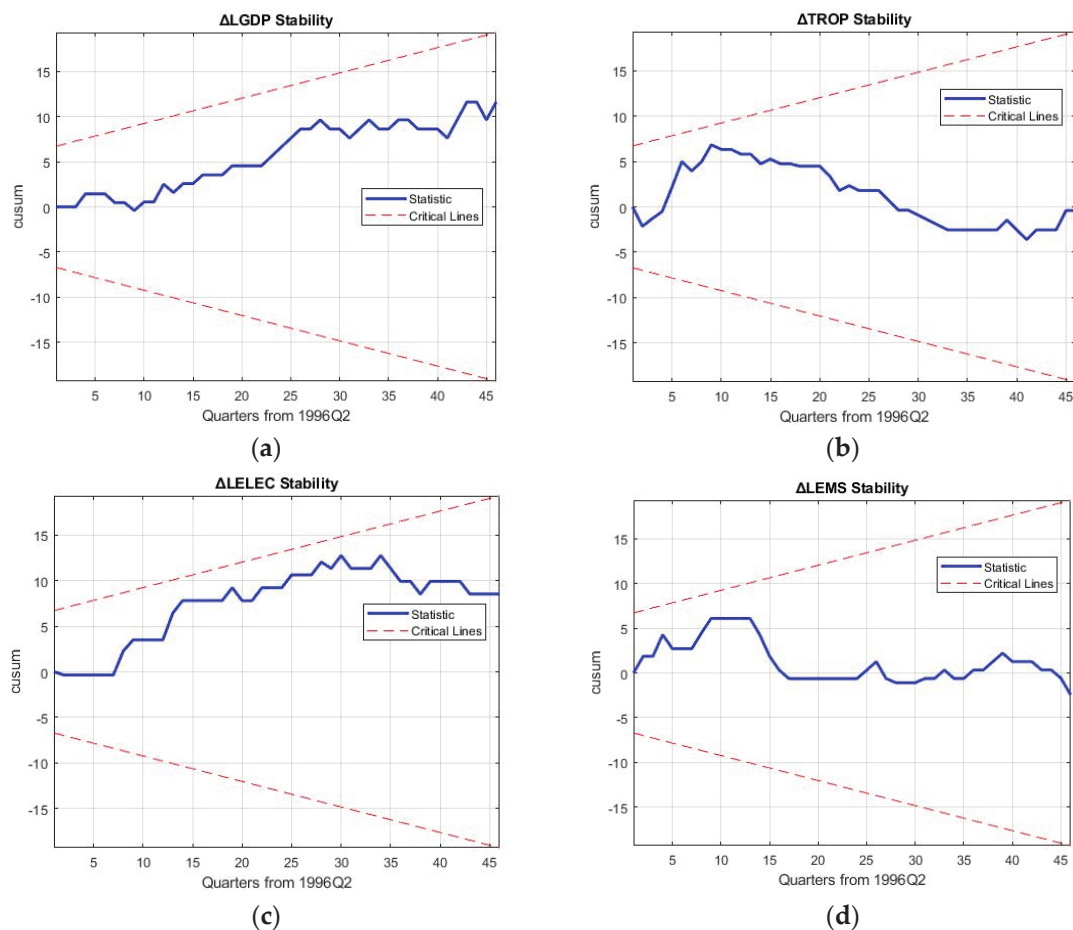 ΔLGDP Stability
15
10
5
0
-5
-10
-15
cusum
Statistic
Critical Lines
5 10 15 20 25 30 35 40 45
Quarters from 1996Q2
(a)
ΔTROP Stability
15
10
5
0
-5
-10
-15
cusum
Statistic
Critical Lines
5 10 15 20 25 30 35 40 45
Quarters from 1996Q2
(b)
ΔLELEC Stability
15
10
5
0
-5
-10
-15
cusum
Statistic
Critical Lines
5 10 15 20 25 30 35 40 45
Quarters from 1996Q2
(c)
ΔLEMS Stability
15
10
5
0
-5
-10
-15
cusum
Statistic
Critical Lines
5 10 15 20 25 30 35 40 45
Quarters from 1996Q2
(d)